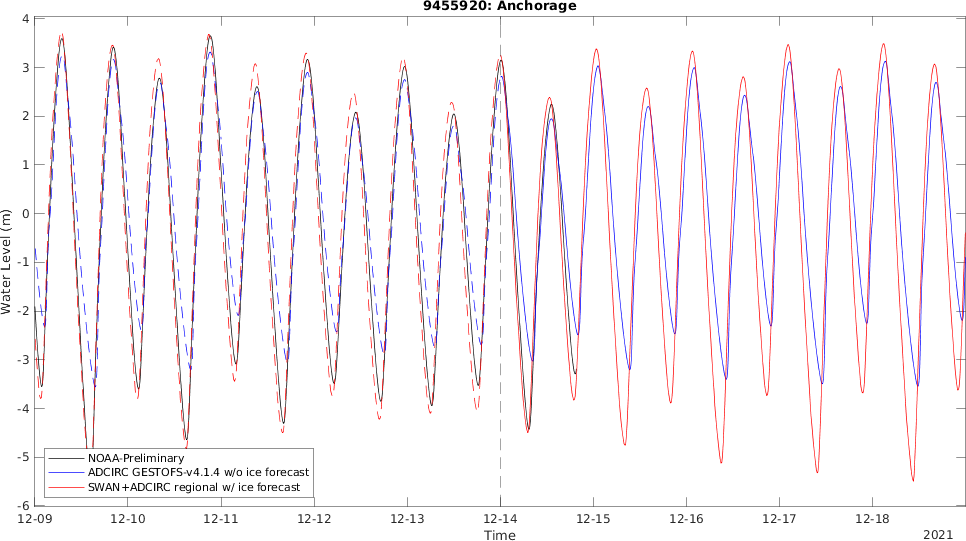 9455920: Anchorage
4
3
2
1
0
-1
-2
-3
-4
-5
-6
Water Level (m)
NOAA-Preliminary
ADCIRC GESTOFS-v4.1.4 w/o ice forecast
SWAN+ADCIRC regional w/ ice forecast
12-09 12-10 12-11 12-12 12-13 12-14 12-15 12-16 12-17 12-18
Time
2021